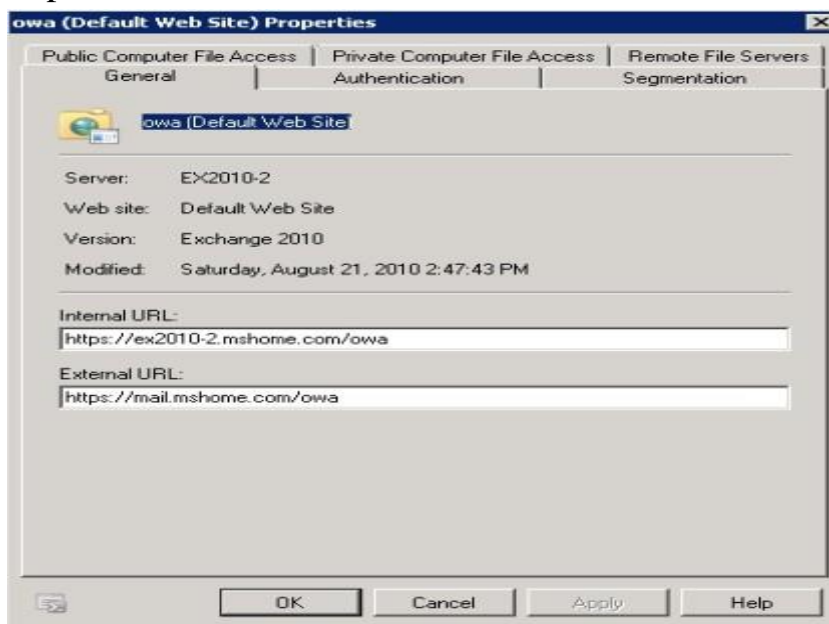 owa (Default Web Site) Properties
Public Computer File Access Private Computer File Access Remote File Servers
General Authentication Segmentation
owa (Default Web Site)
Server: EX2010-2
Web site: Default Web Site
Version: Exchange 2010
Modified: Saturday, August 21, 2010 2:47:43 PM
Internal URL:
https://ex2010-2.mshome.com/owa
External URL:
https://mail.mshome.com/owa
OK Cancel Apply Help